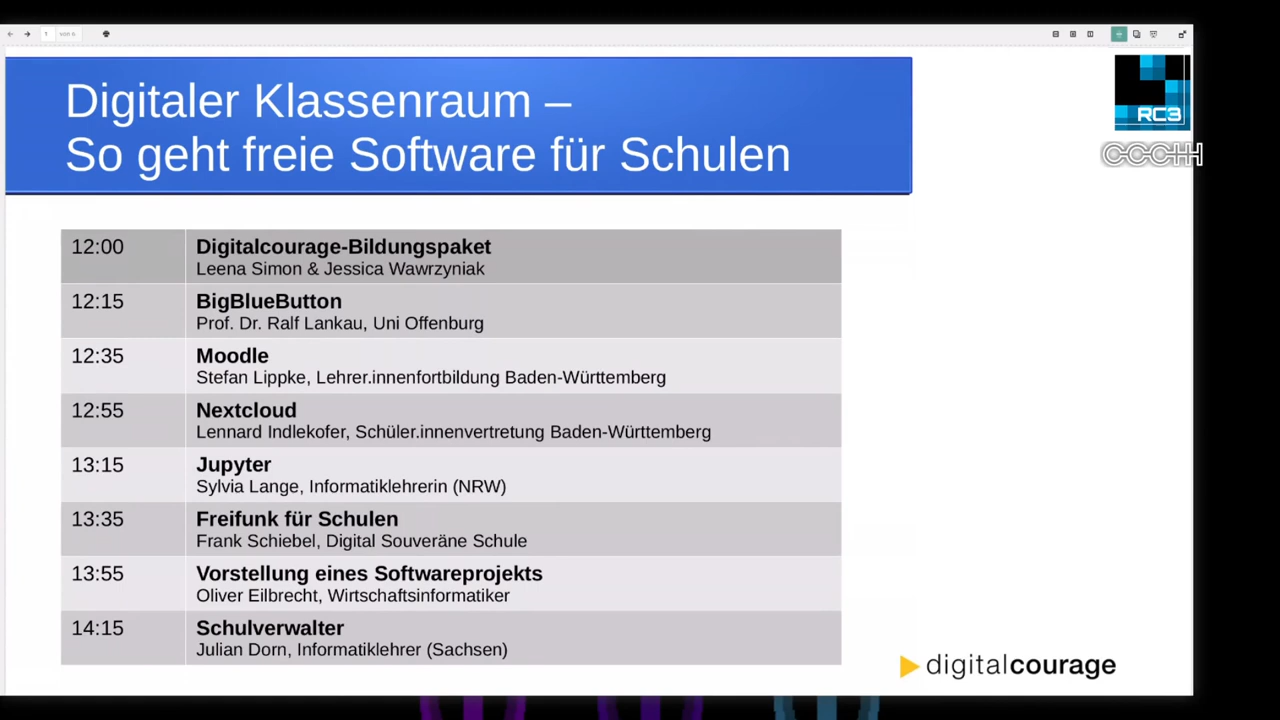 1
von 6
RC3
CCCHH
Digitaler Klassenraum –
So geht freie Software für Schulen
12:00
Digitalcourage-Bildungspaket
Leena Simon & Jessica Wawrzyniak
12:15
BigBlueButton
Prof. Dr. Ralf Lankau, Uni Offenburg
12:35
Moodle
Stefan Lippke, Lehrer.innenfortbildung Baden-Württemberg
12:55
Nextcloud
Lennard Indlekofer, Schüler.innenvertretung Baden-Württemberg
13:15
Jupyter
Sylvia Lange, Informatiklehrerin (NRW)
13:35
Freifunk für Schulen
Frank Schiebel, Digital Souveräne Schule
13:55
Vorstellung eines Softwareprojekts
Oliver Eilbrecht, Wirtschaftsinformatiker
14:15
Schulverwalter
Julian Dorn, Informatiklehrer (Sachsen)
digitalcourage